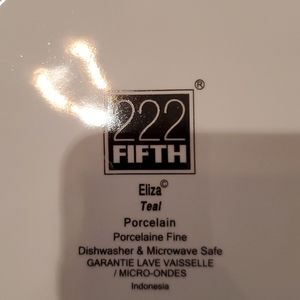 222
FIFTH®
Eliza©
Teal
Porcelain
Porcelaine Fine
Dishwasher & Microwave Safe
GARANTIE LAVE VAISSELLE
/ MICRO-ONDES
Indonesia